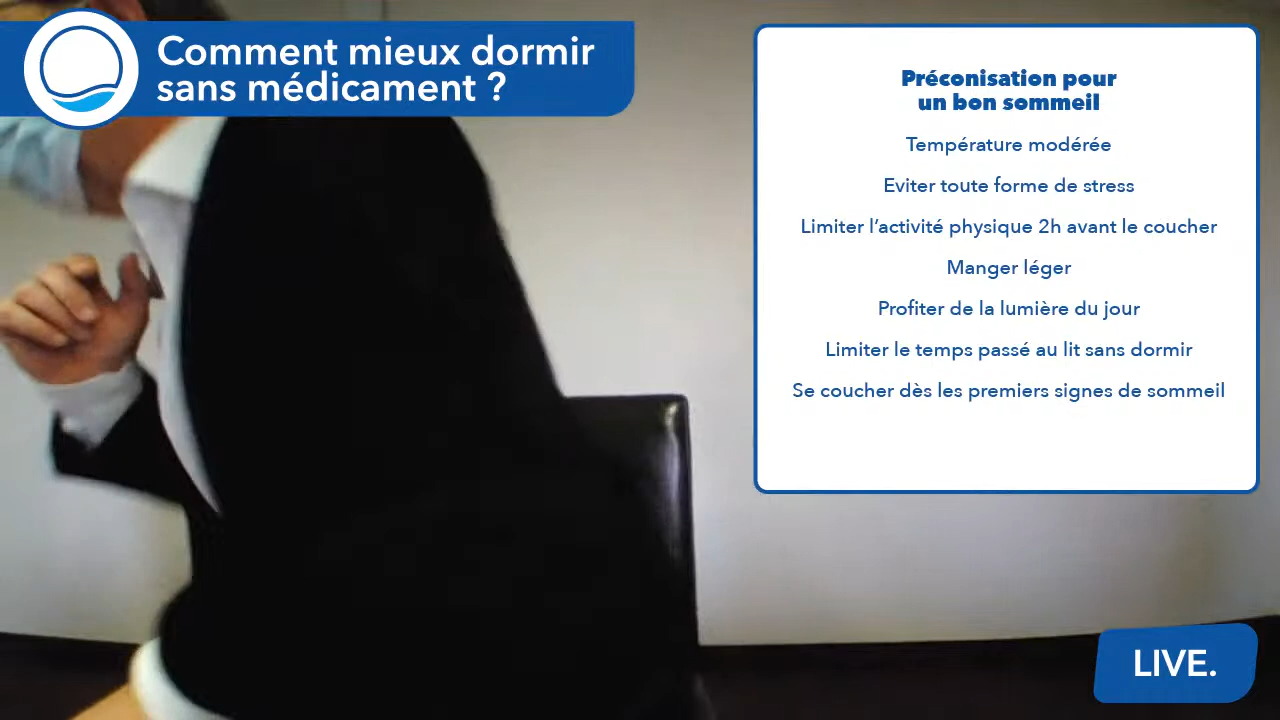 Comment mieux dormir
sans médicament ?
Préconisation pour
un bon sommeil
Température modérée
Eviter toute forme de stress
Limiter l'activité physique 2h avant le coucher
Manger léger
Profiter de la lumière du jour
Limiter le temps passé au lit sans dormir
Se coucher dès les premiers signes de sommeil
LIVE.